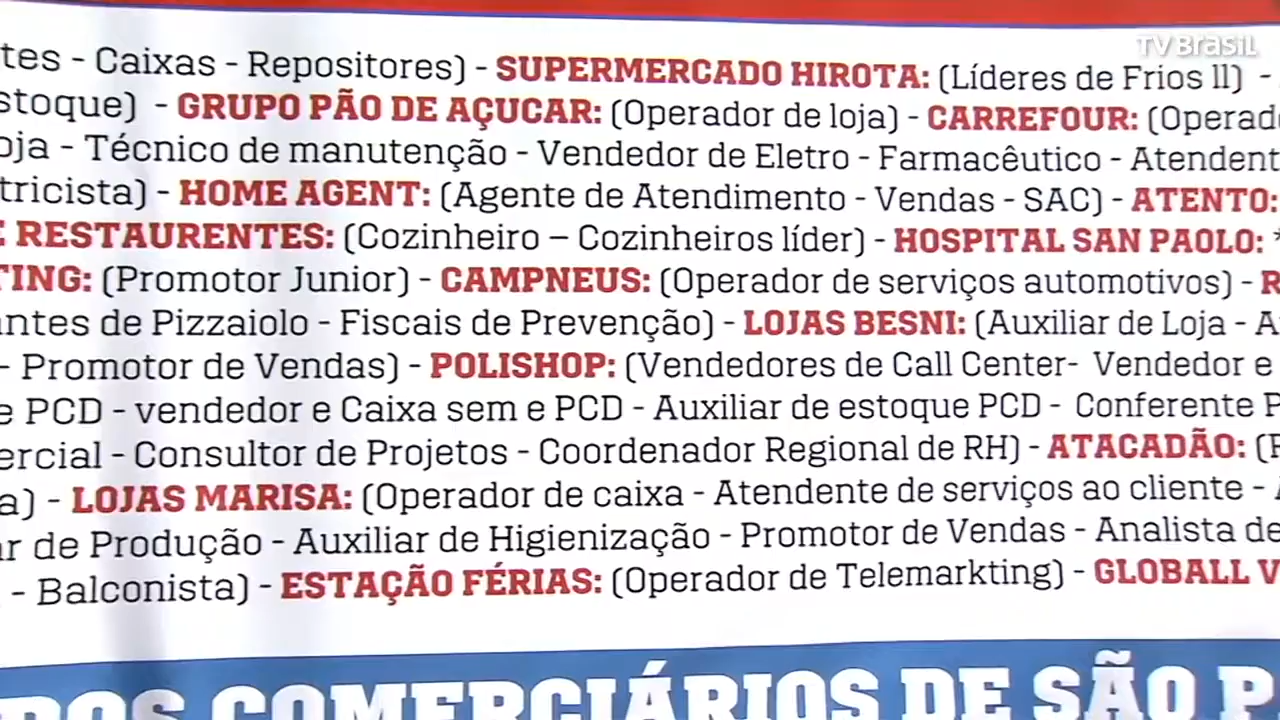 TV BRASIL
tes - Caixas - Repositores) - SUPERMERCADO HIROTA: (Líderes de Frios ll) -
stoque) - GRUPO PÃO DE AÇUCAR: (Operador de loja) - CARREFOUR: (Operad
oja - Técnico de manutenção - Vendedor de Eletro - Farmacêutico - Atendent
tricista) - HOME AGENT: (Agente de Atendimento - Vendas - SAC) - ATENTO:
E RESTAURENTES: (Cozinheiro – Cozinheiros líder) - HOSPITAL SAN PAOLO: *
TING: (Promotor Junior) - CAMPNEUS: (Operador de serviços automotivos) - R
antes de Pizzaiolo - Fiscais de Prevenção) - LOJAS BESNI: (Auxiliar de Loja - A
- Promotor de Vendas) - POLISHOP: (Vendedores de Call Center- Vendedor e
e PCD - vendedor e Caixa sem e PCD - Auxiliar de estoque PCD - Conferente P
ercial - Consultor de Projetos - Coordenador Regional de RH) - ATACADÃO: (F
a) - LOJAS MARISA: (Operador de caixa - Atendente de serviços ao cliente - A
ar de Produção - Auxiliar de Higienização - Promotor de Vendas - Analista de
- Balconista) - ESTAÇÃO FÉRIAS: (Operador de Telemarkting) - GLOBALL V
DOS COMERCIÁRIOS DE SÃO P